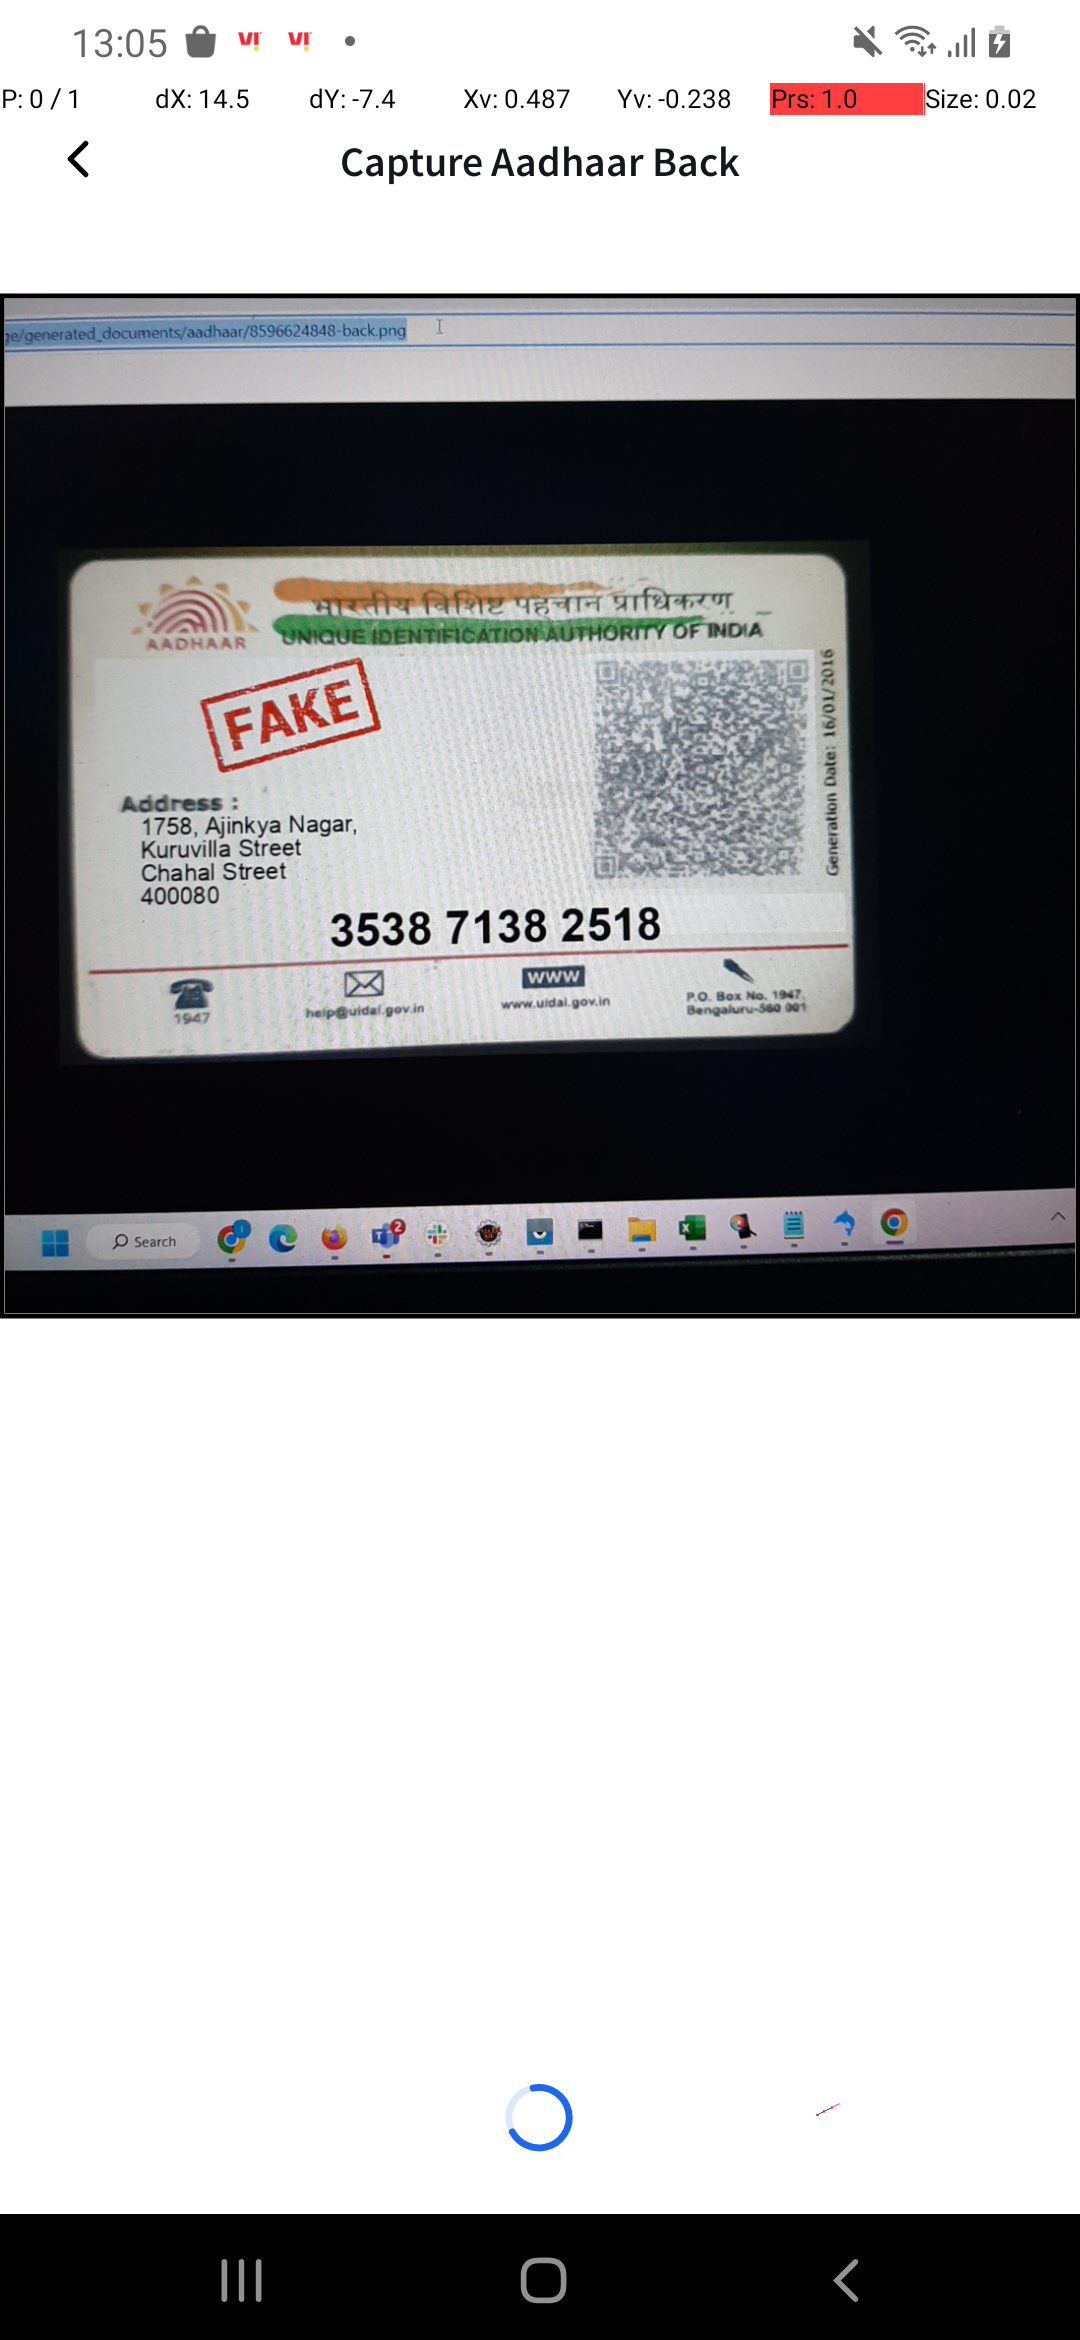 13:05
P: 0 / 1 dX: 14.5 dY: -7.4 Xv: 0.487 Yv: -0.238 Prs: 1.0 Size: 0.02
Capture Aadhaar Back
ge/generated_documents/aadhaar/8596624848-back.png
भारतीय विशिष्ट पहचान प्राधिकरण
AADHAAR
UNIQUE IDENTIFICATION AUTHORITY OF INDIA
FAKE
Generation Date: 16/01/2016
Address :
1758, Ajinkya Nagar,
Kuruvilla Street
Chahal Street
400080
3538 7138 2518
1947
help@uidai.gov.in
www
www.uidai.gov.in
P.O. Box No. 1947,
Bengaluru-560 001
Search
2